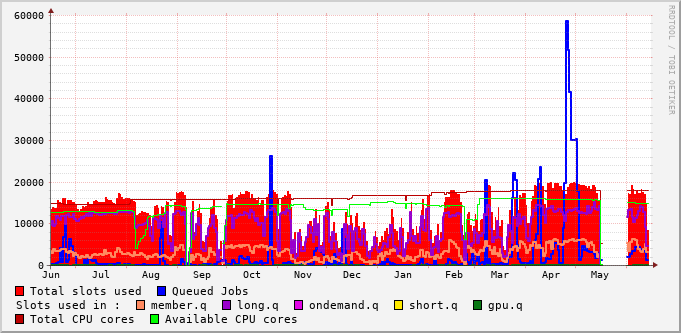 60000
50000
40000
30000
20000
10000
0
Jun Jul Aug Sep Oct Nov Dec Jan Feb Mar Apr May
Total slots used Queued Jobs
Slots used in : member.q long.q ondemand.q short.q gpu.q
Total CPU cores Available CPU cores
RRDTOOL / TOBI OETIKER